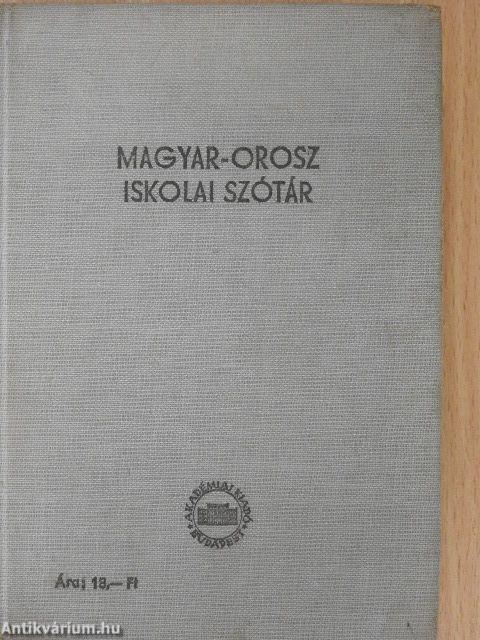 MAGYAR-OROSZ
ISKOLAI SZÓTÁR
AKADÉMIAI KIADÓ
BUDAPEST
Ára: 18,— Ft
Antikvárium.hu